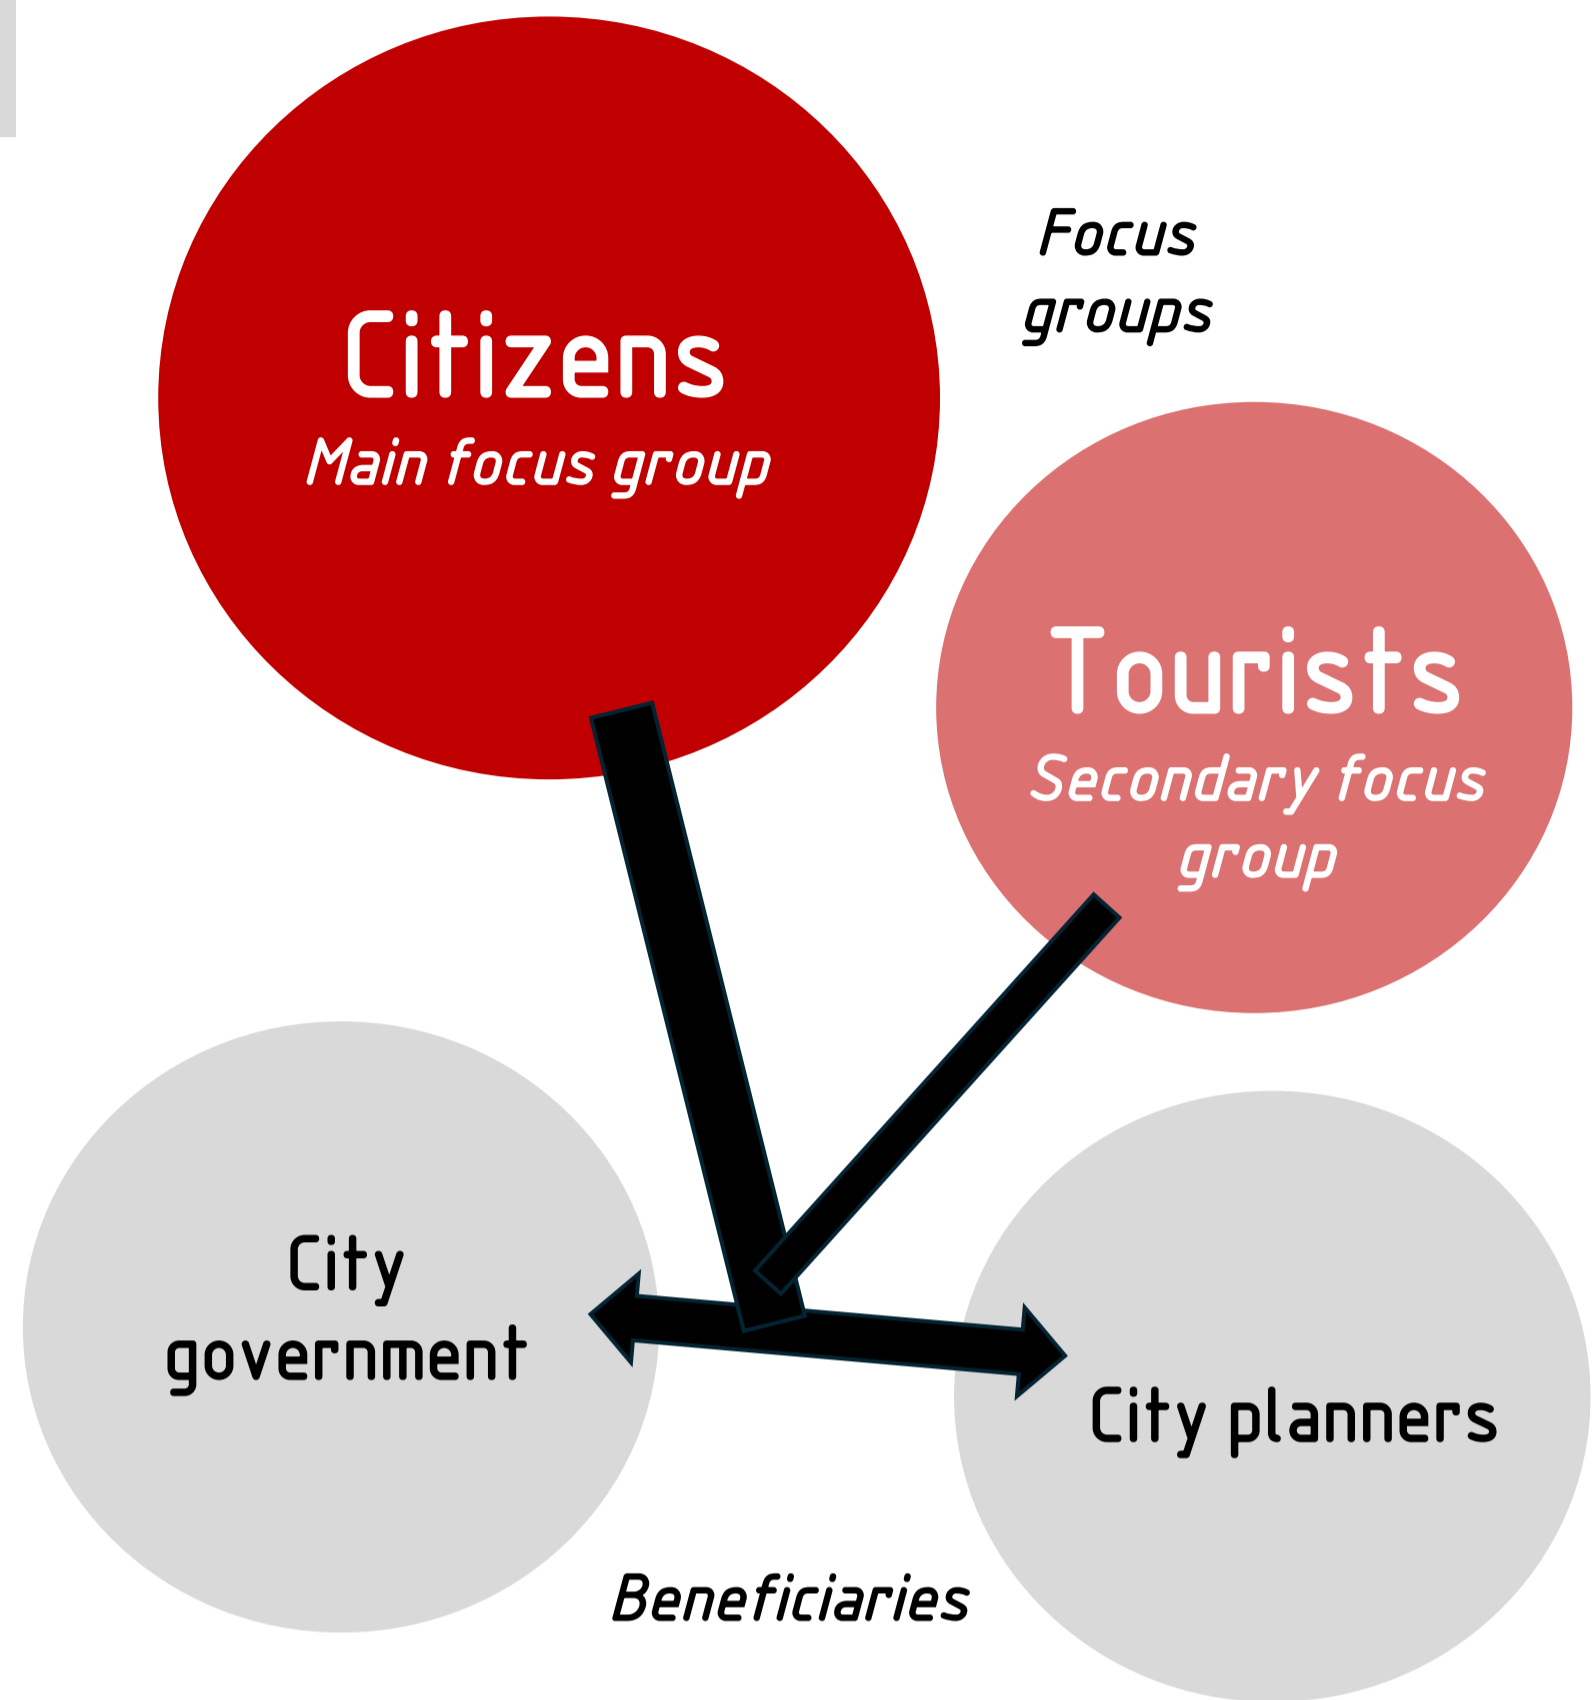 Focus
groups
Citizens
Main focus group
Tourists
Secondary focus
group
City
government
City planners
Beneficiaries